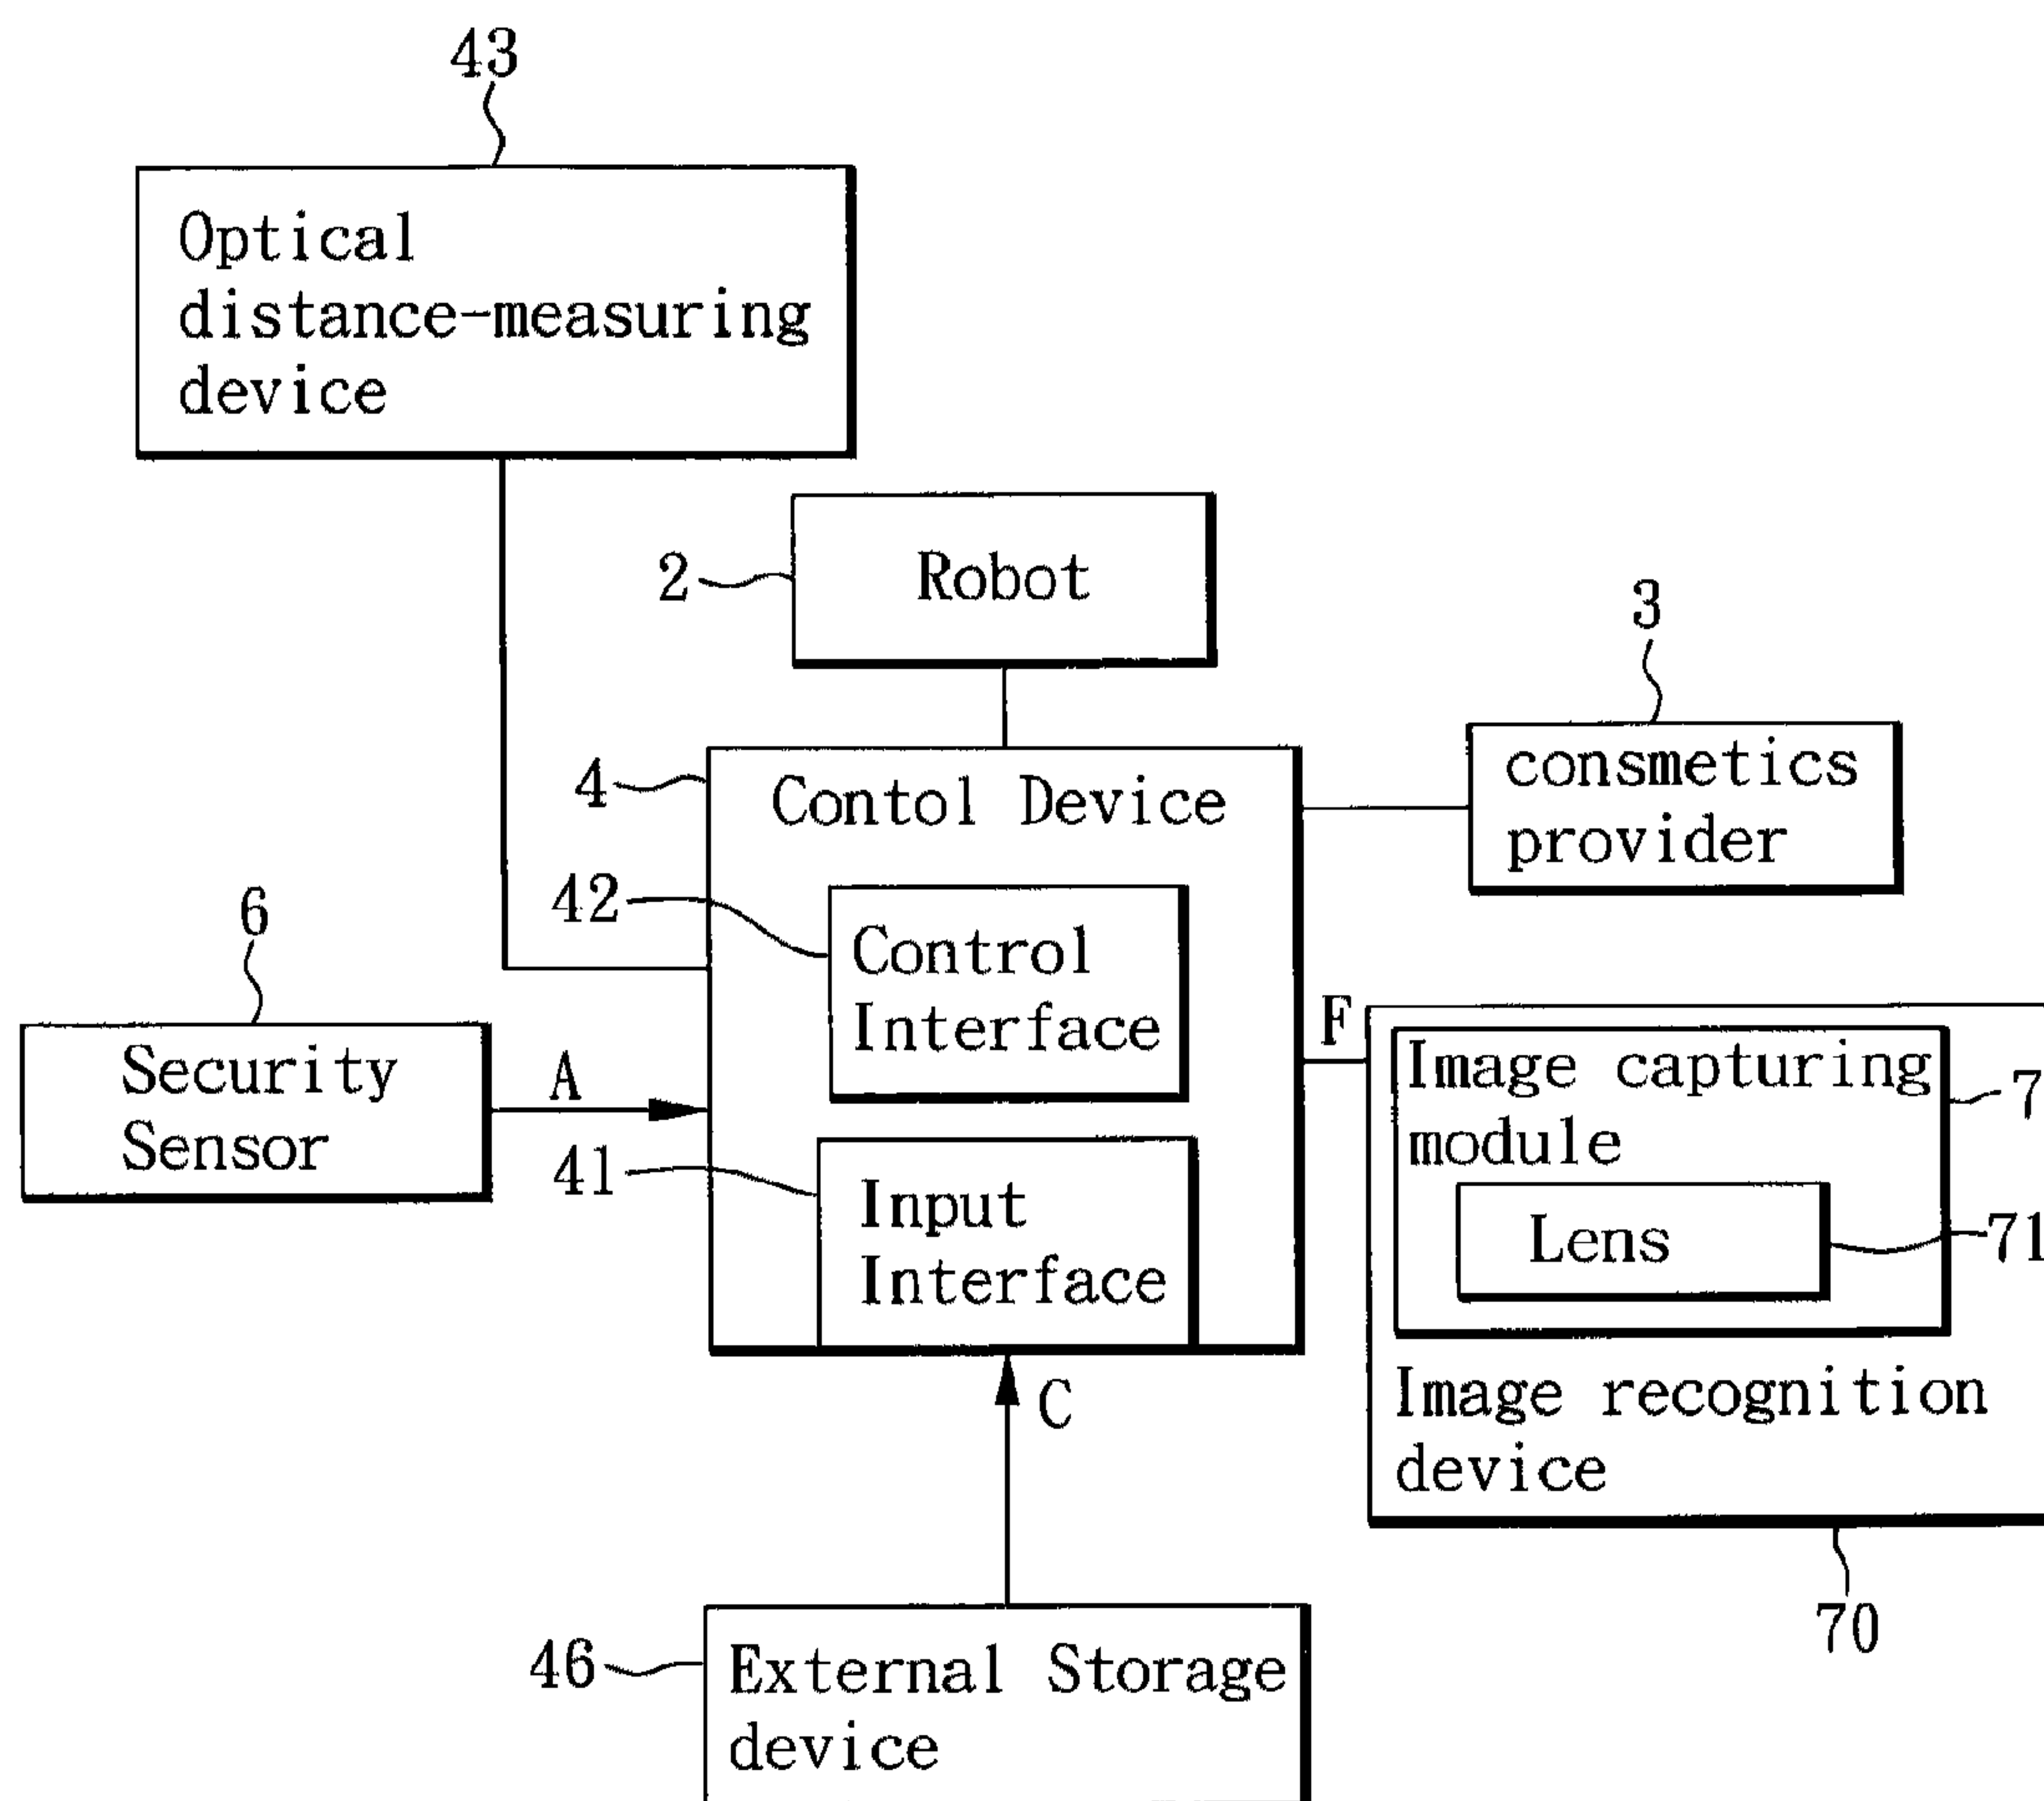 43
Optical
distance-measuring
device
2
Robot
3
consmetics
provider
4
Contol Device
42
Control
Interface
6
Security
Sensor
A
F
Image capturing
module
7
Lens
71
41
Input
Interface
Image recognition
device
70
C
46
External Storage
device